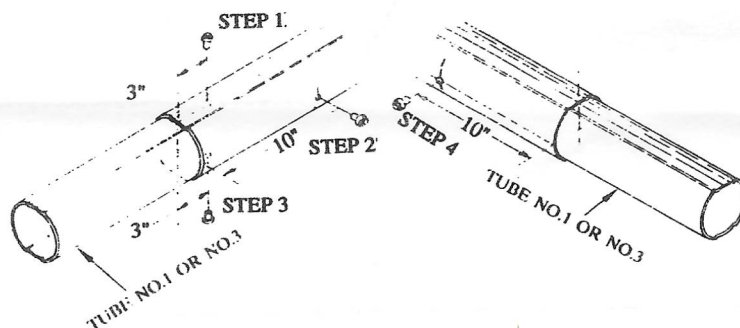 STEP 1
3"
10"
STEP 2
STEP 3
3"
TUBE NO.1 OR NO.3
STEP 4
10"
TUBE NO.1 OR NO.3